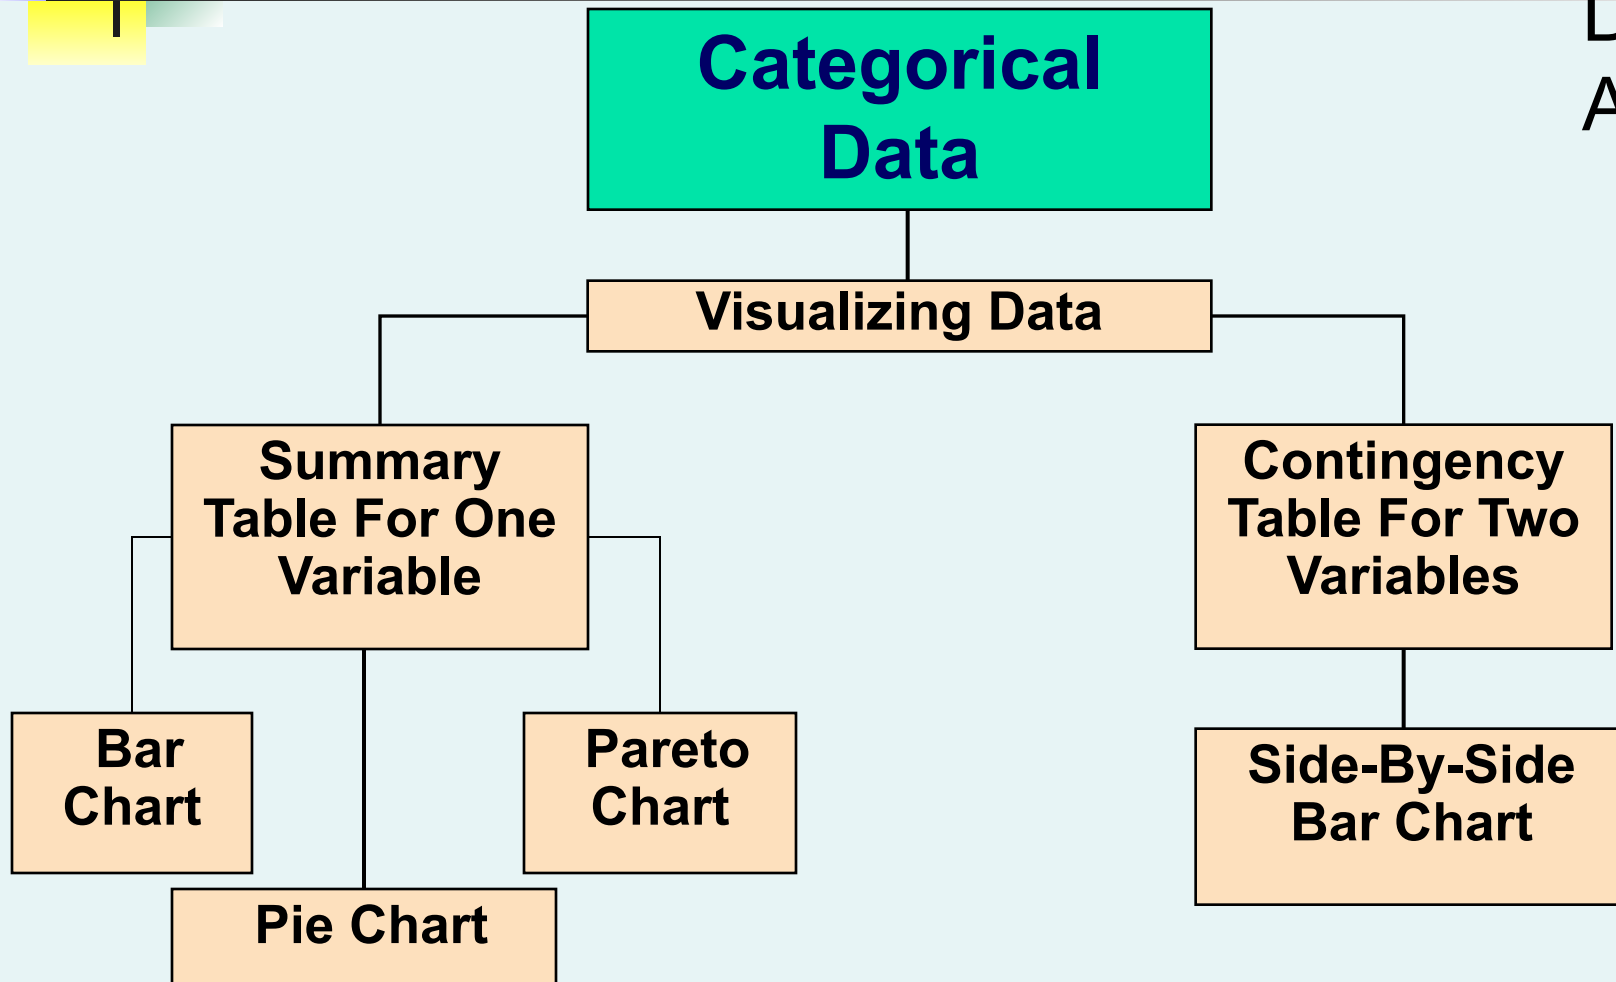 Categorical
Data
Visualizing Data
Summary
Table For One
Variable
Contingency
Table For Two
Variables
Bar
Chart
Pareto
Chart
Side-By-Side
Bar Chart
Pie Chart